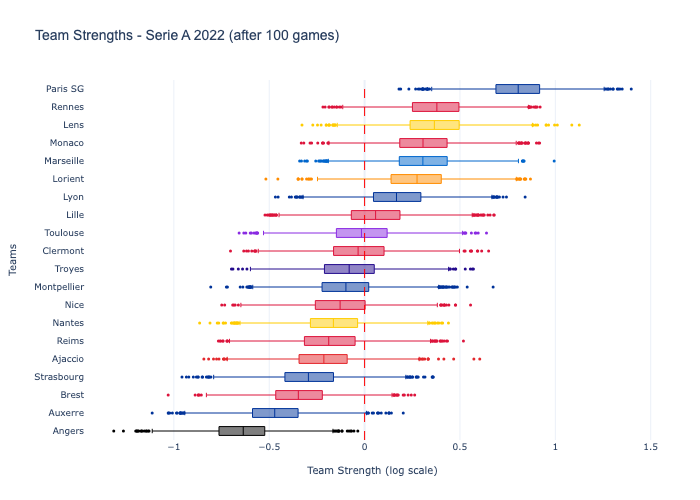 Team Strengths - Serie A 2022 (after 100 games)
Paris SG
Rennes
Lens
Monaco
Marseille
Lorient
Lyon
Lille
Toulouse
Clermont
Troyes
Montpellier
Nice
Nantes
Reims
Ajaccio
Strasbourg
Brest
Auxerre
Angers
Teams
−1 −0.5 0 0.5 1 1.5
Team Strength (log scale)